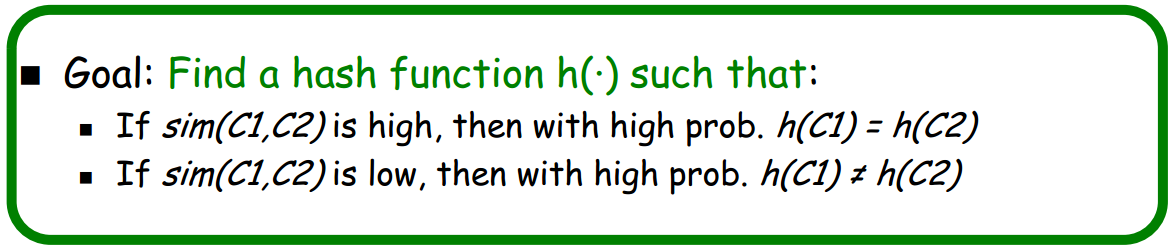 ▪ Goal: Find a hash function h(·) such that:
▪ If sim(C1,C2) is high, then with high prob. h(C1) = h(C2)
▪ If sim(C1,C2) is low, then with high prob. h(C1) ≠ h(C2)